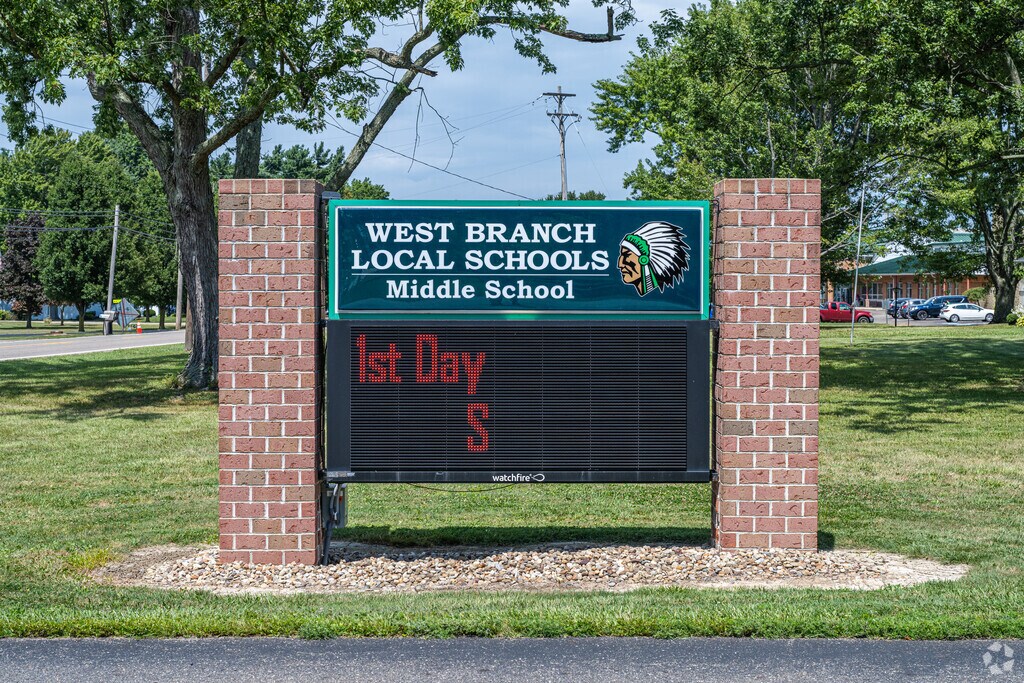 WEST BRANCH
LOCAL SCHOOLS
Middle School
1st Day
S
watchfire